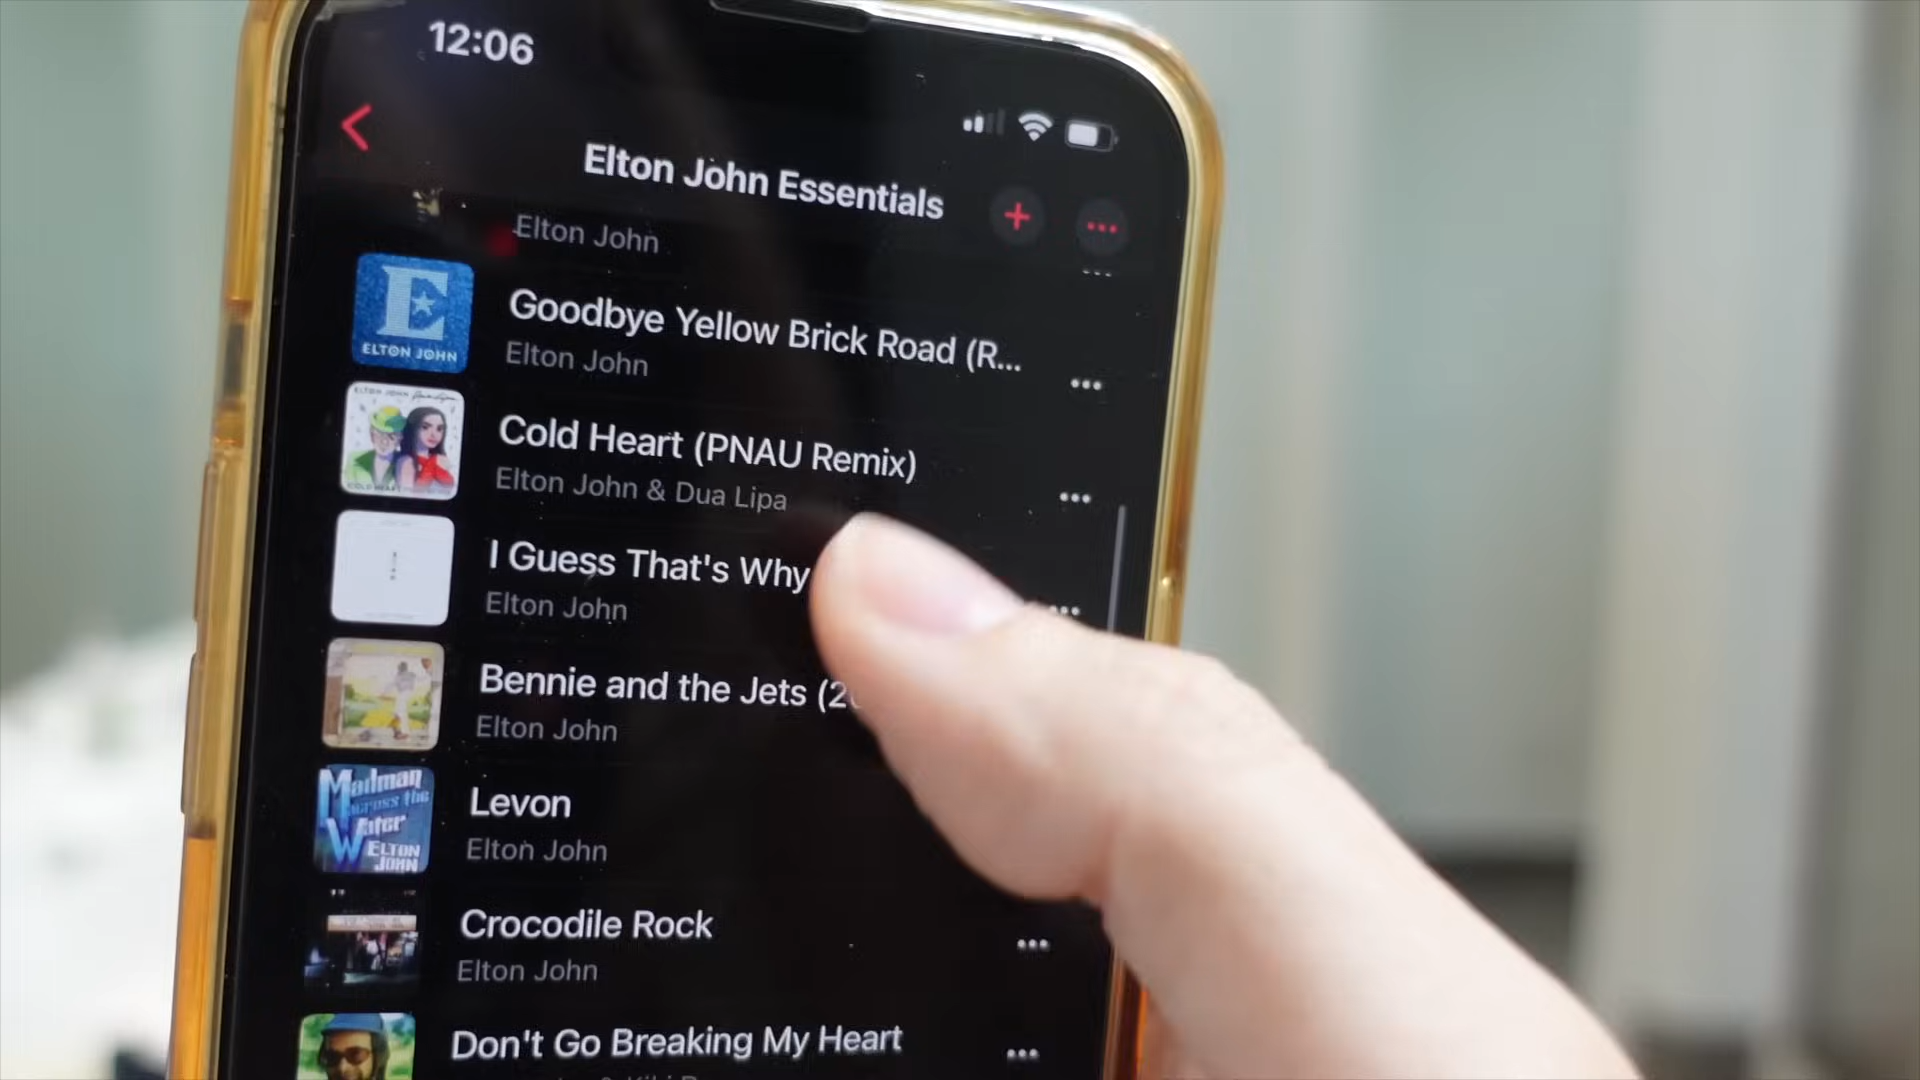 12:06
Elton John Essentials
Elton John
Goodbye Yellow Brick Road (R...
Elton John
E
ELTON JOHN
Cold Heart (PNAU Remix)
Elton John & Dua Lipa
ELTON JOHN
I Guess That's Why
Elton John
Bennie and the Jets (2
Elton John
Levon
Elton John
Madman
Across the
Water
ELTON
JOHN
Crocodile Rock
Elton John
Don't Go Breaking My Heart